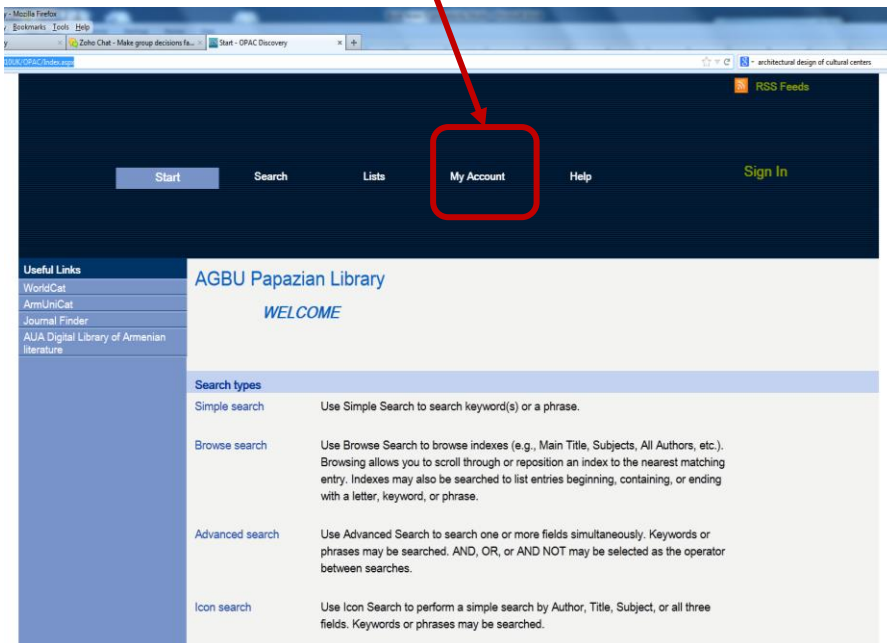 y - Mozilla Firefox
Bookmarks Tools Help
y Zoho Chat - Make group decisions fa... Start - OPAC Discovery
10UK/OPAC/Index.aspx architectural design of cultural centers
RSS Feeds
Start Search Lists My Account Help Sign In
Useful Links
WorldCat
ArmUniCat
Journal Finder
AUA Digital Library of Armenian
literature
AGBU Papazian Library
WELCOME
Search types
Simple search Use Simple Search to search keyword(s) or a phrase.
Browse search Use Browse Search to browse indexes (e.g., Main Title, Subjects, All Authors, etc.).
Browsing allows you to scroll through or reposition an index to the nearest matching
entry. Indexes may also be searched to list entries beginning, containing, or ending
with a letter, keyword, or phrase.
Advanced search Use Advanced Search to search one or more fields simultaneously. Keywords or
phrases may be searched. AND, OR, or AND NOT may be selected as the operator
between searches.
Icon search Use Icon Search to perform a simple search by Author, Title, Subject, or all three
fields. Keywords or phrases may be searched.